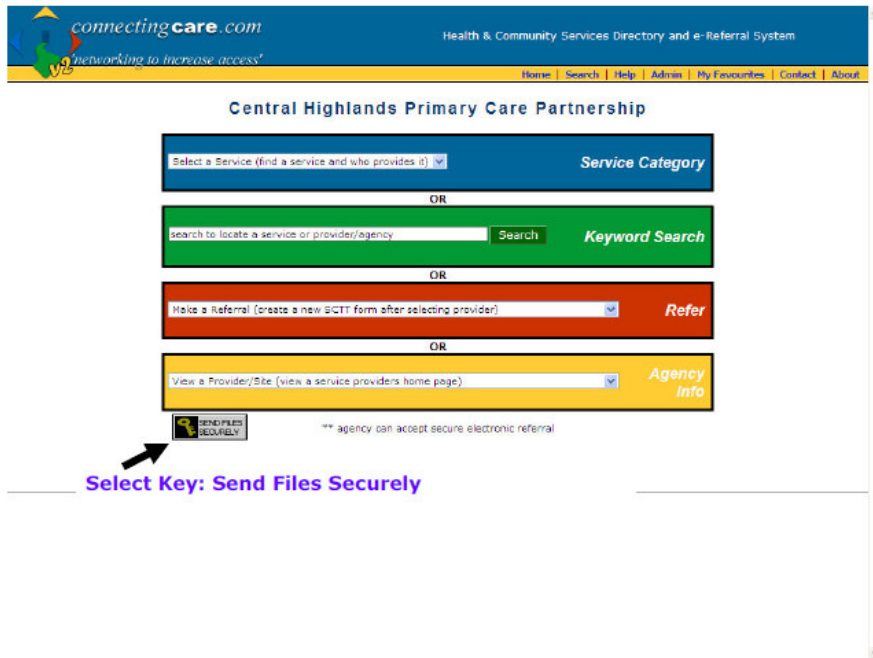 connectingcare.com
Health & Community Services Directory and e-Referral System
v2
'networking to increase access'
Home | Search | Help | Admin | My Favourites | Contact | About
Central Highlands Primary Care Partnership
Select a Service (find a service and who provides it)
Service Category
OR
search to locate a service or provider/agency
Search
Keyword Search
OR
Make a Referral (create a new SCTT form after selecting provider)
Refer
OR
View a Provider/Site (view a service providers home page)
Agency
Info
SEND FILES
SECURELY
** agency can accept secure electronic referral
Select Key: Send Files Securely